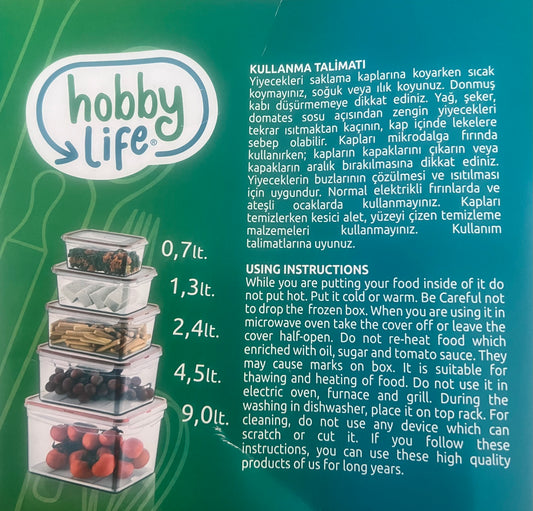 hobby
life®
0,7lt.
1,3lt.
2,4lt.
4,5lt.
9,0lt.
KULLANMA TALİMATI
Yiyecekleri saklama kaplarına koyarken sıcak
koymayınız, soğuk veya ılık koyunuz. Donmuş
kabı düşürmemeye dikkat ediniz. Yağ, şeker,
domates sosu açısından zengin yiyecekleri
tekrar ısıtmaktan kaçının, kap içinde lekelere
sebep olabilir. Kapları mikrodalga fırında
kullanırken; kapların kapaklarını çıkarın veya
kapakların aralık bırakılmasına dikkat ediniz.
Yiyeceklerin buzlarının çözülmesi ve ısıtılması
için uygundur. Normal elektrikli fırınlarda ve
ateşli ocaklarda kullanmayınız. Kapları
temizlerken kesici alet, yüzeyi çizen temizleme
malzemeleri kullanmayınız. Kullanım
talimatlarına uyunuz.
USING INSTRUCTIONS
While you are putting your food inside of it do
not put hot. Put it cold or warm. Be Careful not
to drop the frozen box. When you are using it in
microwave oven take the cover off or leave the
cover half-open. Do not re-heat food which
enriched with oil, sugar and tomato sauce. They
may cause marks on box. It is suitable for
thawing and heating of food. Do not use it in
electric oven, furnace and grill. During the
washing in dishwasher, place it on top rack. For
cleaning, do not use any device which can
scratch or cut it. If you follow these
instructions, you can use these high quality
products of us for long years.